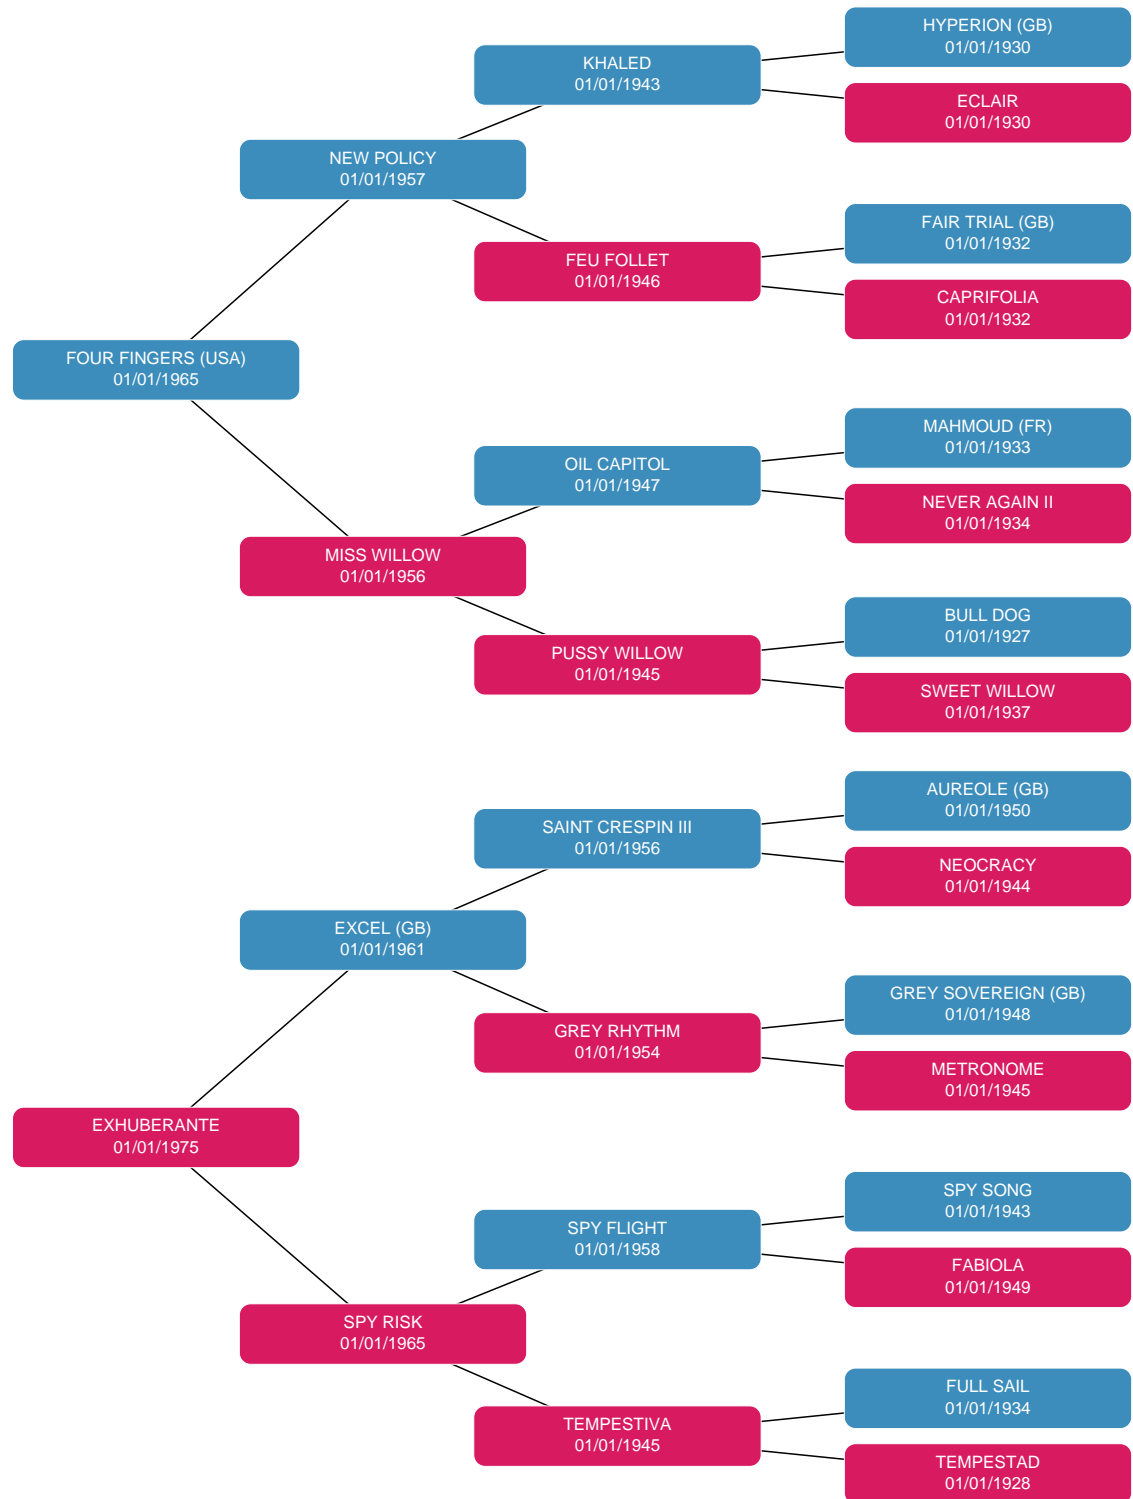 HYPERION (GB)
01/01/1930
KHALED
01/01/1943
ECLAIR
01/01/1930
NEW POLICY
01/01/1957
FAIR TRIAL (GB)
01/01/1932
FEU FOLLET
01/01/1946
CAPRIFOLIA
01/01/1932
FOUR FINGERS (USA)
01/01/1965
MAHMOUD (FR)
01/01/1933
OIL CAPITOL
01/01/1947
NEVER AGAIN II
01/01/1934
MISS WILLOW
01/01/1956
BULL DOG
01/01/1927
PUSSY WILLOW
01/01/1945
SWEET WILLOW
01/01/1937
AUREOLE (GB)
01/01/1950
SAINT CRESPIN III
01/01/1956
NEOCRACY
01/01/1944
EXCEL (GB)
01/01/1961
GREY SOVEREIGN (GB)
01/01/1948
GREY RHYTHM
01/01/1954
METRONOME
01/01/1945
EXHUBERANTE
01/01/1975
SPY SONG
01/01/1943
SPY FLIGHT
01/01/1958
FABIOLA
01/01/1949
SPY RISK
01/01/1965
FULL SAIL
01/01/1934
TEMPESTIVA
01/01/1945
TEMPESTAD
01/01/1928